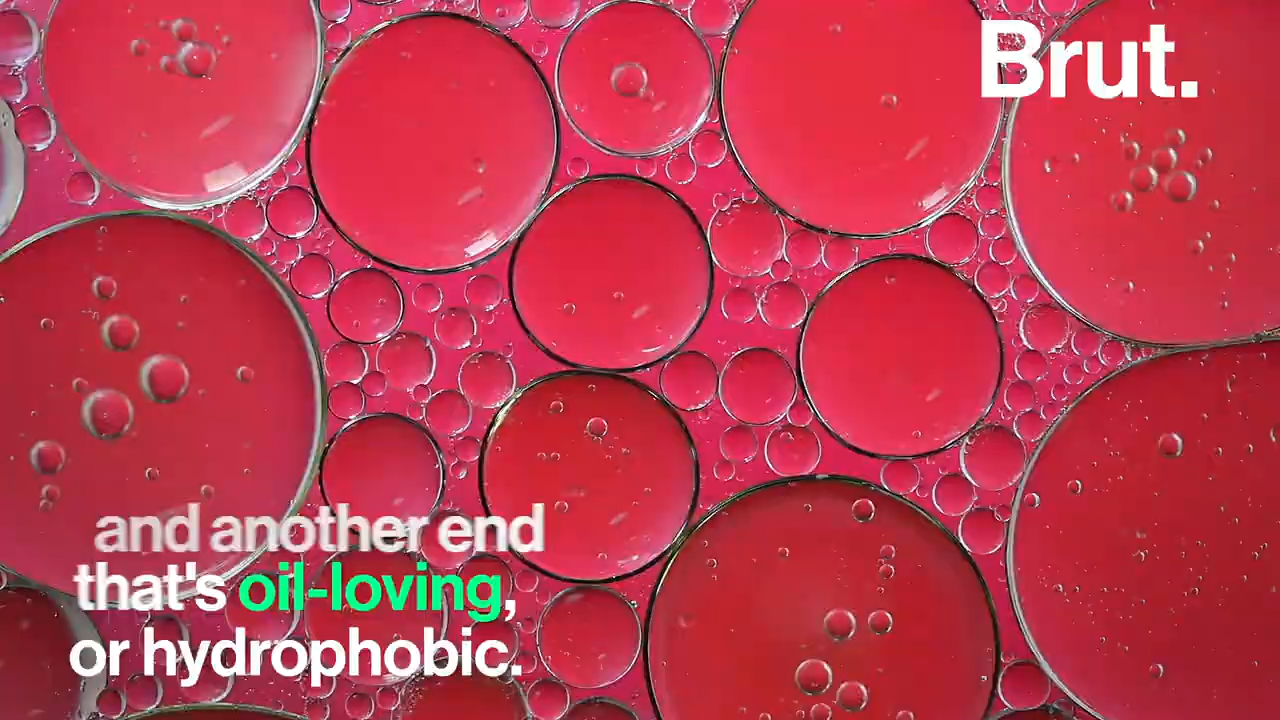 Brut.
and another end
that's oil-loving,
or hydrophobic.